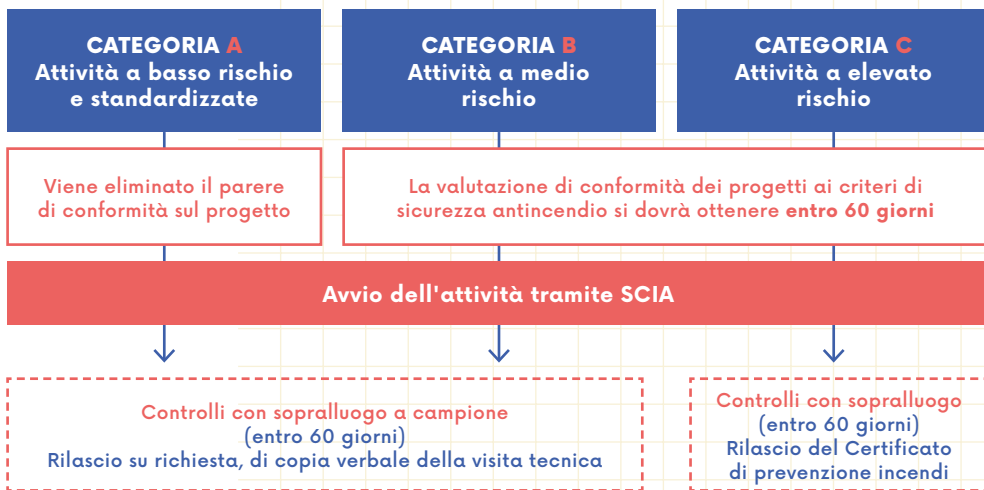 CATEGORIA A
Attività a basso rischio
e standardizzate
CATEGORIA B
Attività a medio
rischio
CATEGORIA C
Attività a elevato
rischio
Viene eliminato il parere
di conformità sul progetto
La valutazione di conformità dei progetti ai criteri di
sicurezza antincendio si dovrà ottenere entro 60 giorni
Avvio dell'attività tramite SCIA
Controlli con sopralluogo a campione
(entro 60 giorni)
Rilascio su richiesta, di copia verbale della visita tecnica
Controlli con sopralluogo
(entro 60 giorni)
Rilascio del Certificato
di prevenzione incendi